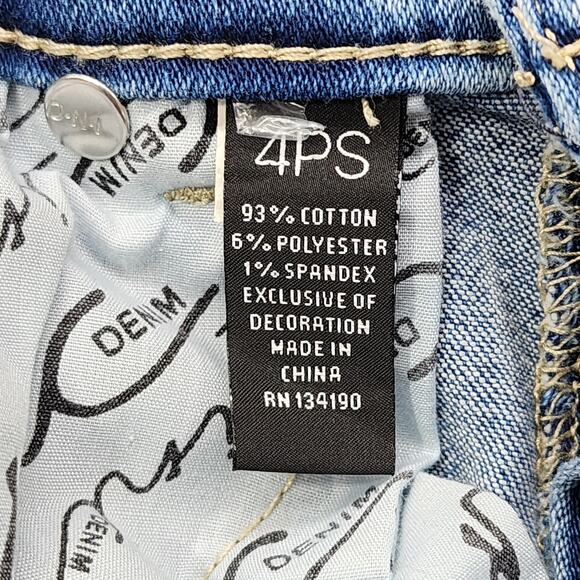 4PS
93% COTTON
6% POLYESTER
1% SPANDEX
EXCLUSIVE OF
DECORATION
MADE IN
CHINA
RN 134190
DENIM
DENIM
DENIM
DENIM